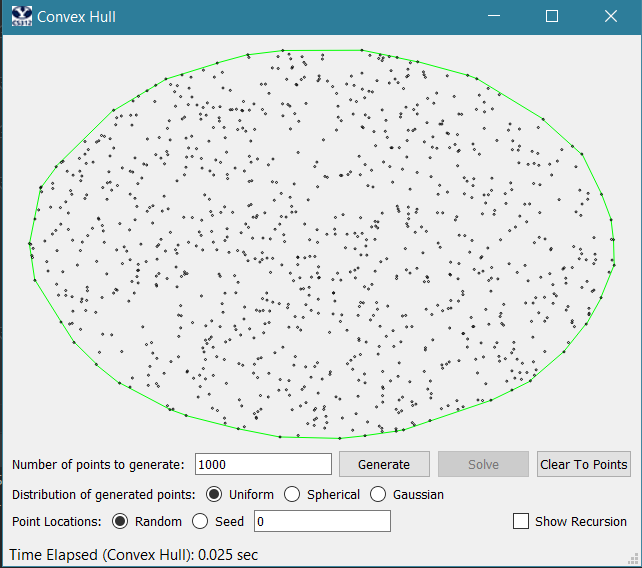 Convex Hull
Number of points to generate: 1000 Generate Solve Clear To Points
Distribution of generated points: Uniform Spherical Gaussian
Point Locations: Random Seed 0 Show Recursion
Time Elapsed (Convex Hull): 0.025 sec